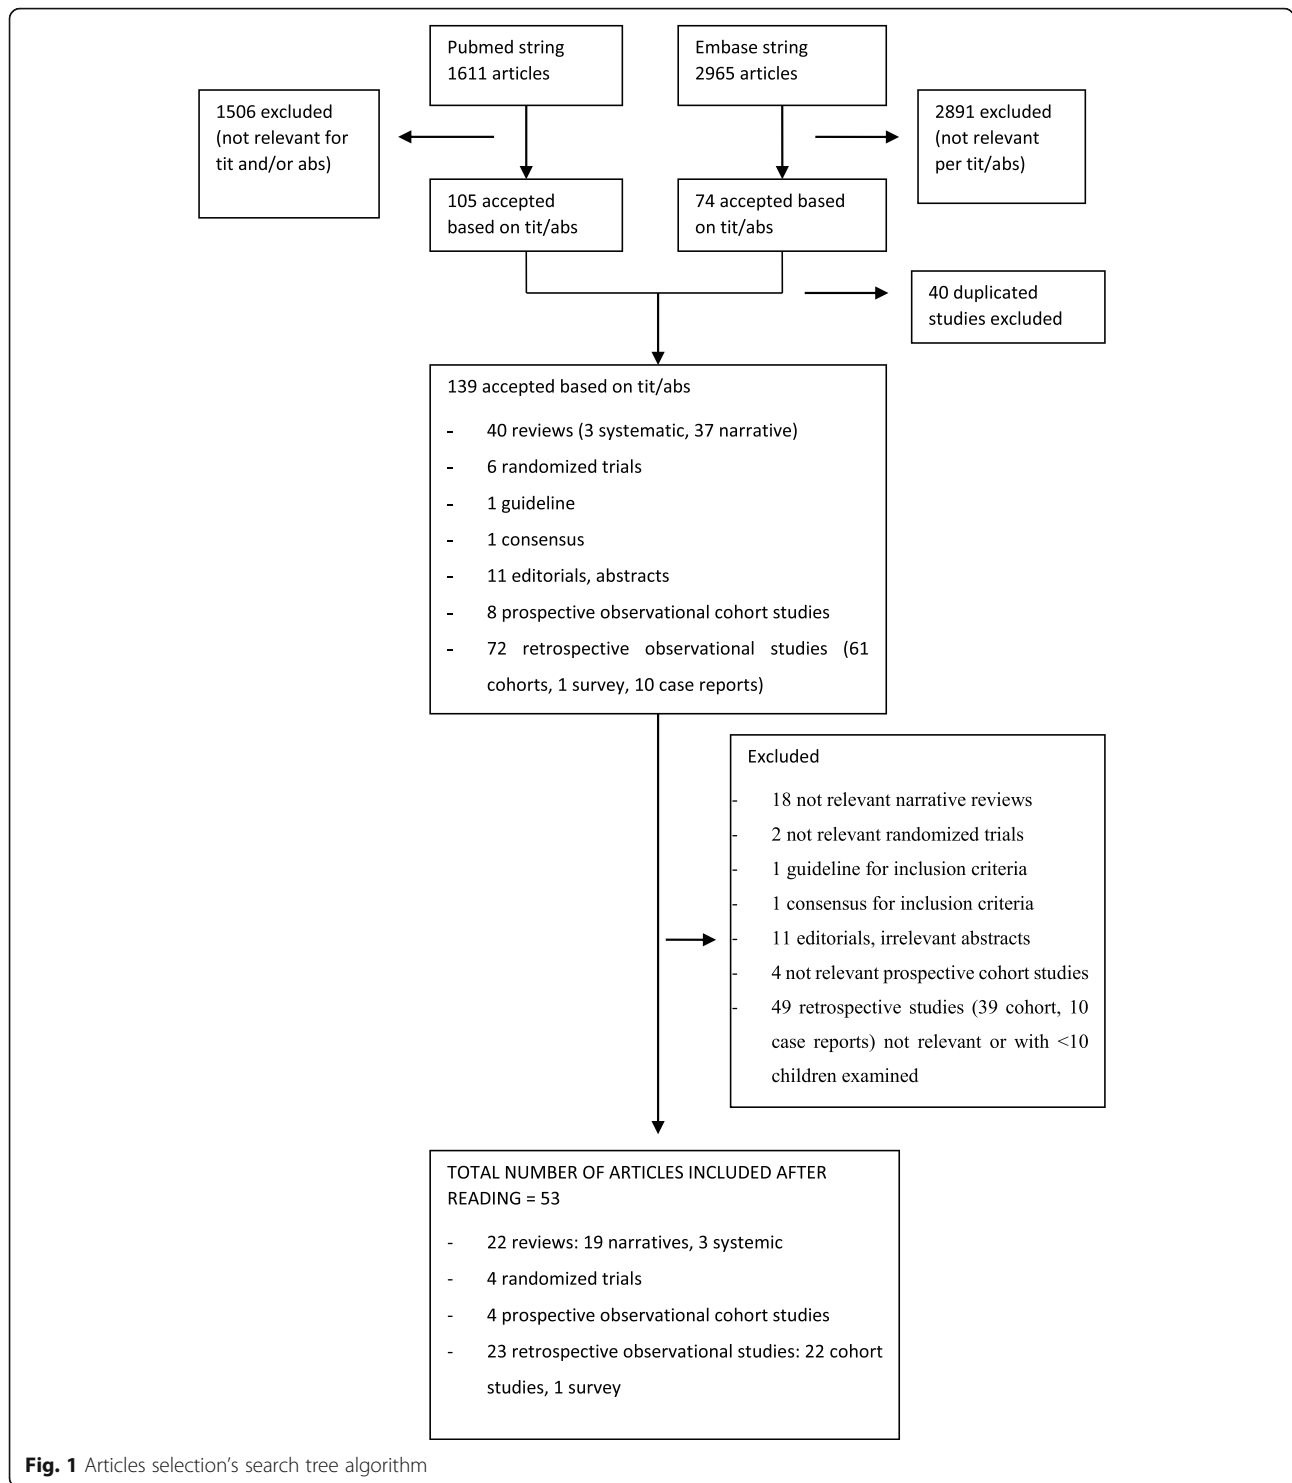 Pubmed string
1611 articles
Embase string
2965 articles
1506 excluded
(not relevant for
tit and/or abs)
2891 excluded
(not relevant
per tit/abs)
105 accepted
based on tit/abs
74 accepted based
on tit/abs
40 duplicated
studies excluded
139 accepted based on tit/abs
- 40 reviews (3 systematic, 37 narrative)
- 6 randomized trials
- 1 guideline
- 1 consensus
- 11 editorials, abstracts
- 8 prospective observational cohort studies
- 72 retrospective observational studies (61
cohorts, 1 survey, 10 case reports)
Excluded
- 18 not relevant narrative reviews
- 2 not relevant randomized trials
- 1 guideline for inclusion criteria
- 1 consensus for inclusion criteria
- 11 editorials, irrelevant abstracts
- 4 not relevant prospective cohort studies
- 49 retrospective studies (39 cohort, 10
case reports) not relevant or with <10
children examined
TOTAL NUMBER OF ARTICLES INCLUDED AFTER
READING = 53
- 22 reviews: 19 narratives, 3 systemic
- 4 randomized trials
- 4 prospective observational cohort studies
- 23 retrospective observational studies: 22 cohort
studies, 1 survey
Fig. 1 Articles selection's search tree algorithm